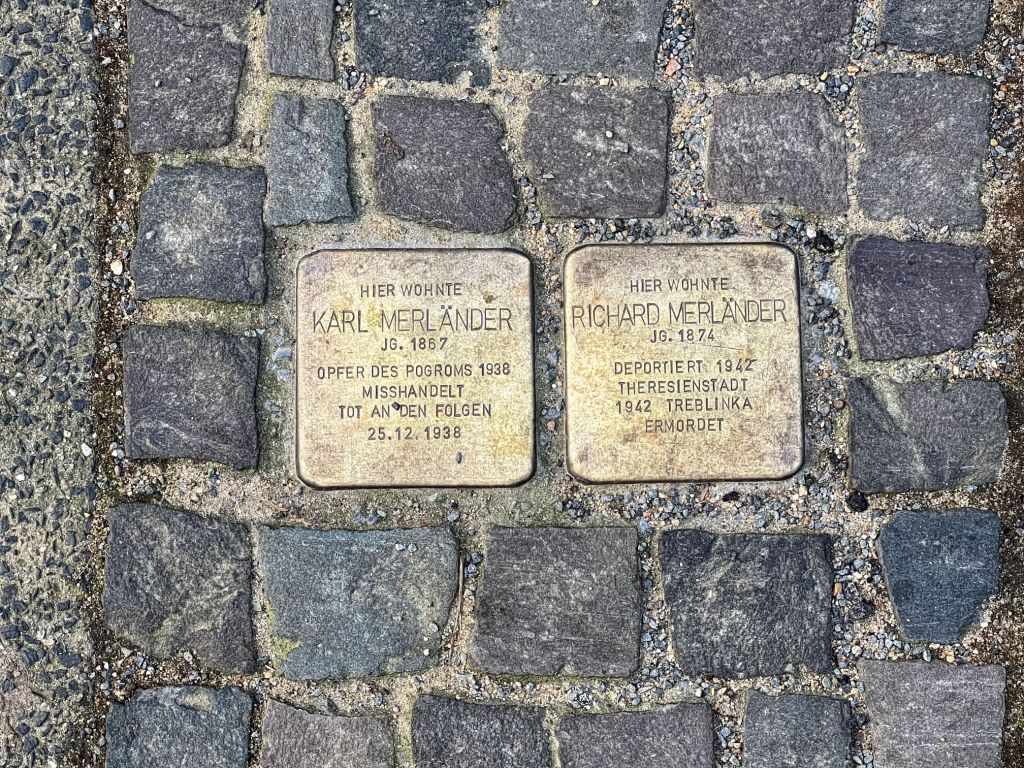 HIER WOHNTE
KARL MERLÄNDER
JG. 1867
OPFER DES POGROMS 1938
MISSHANDELT
TOT AN DEN FOLGEN
25.12.1938
HIER WOHNTE
RICHARD MERLÄNDER
JG. 1874
DEPORTIERT 1942
THERESIENSTADT
1942 TREBLINKA
ERMORDET